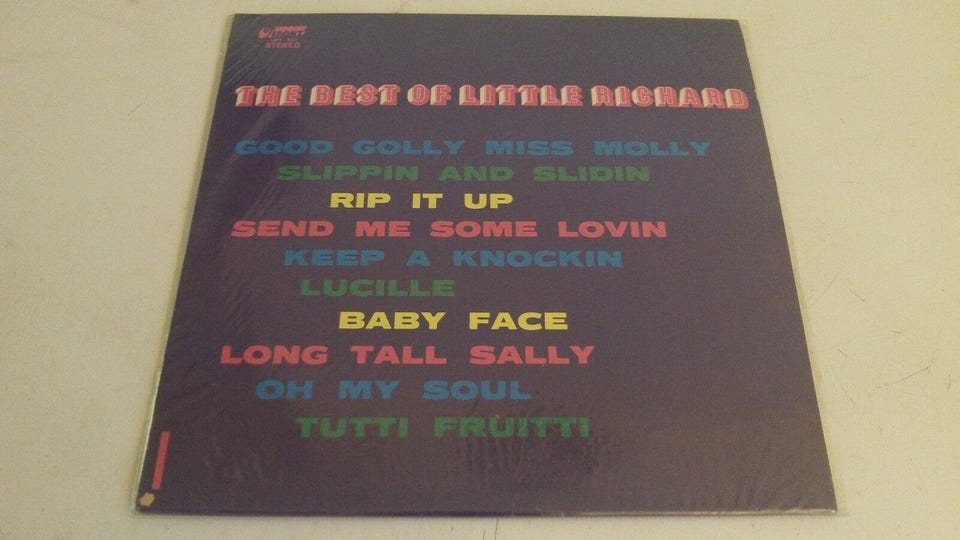 UPFRONT
STEREO
THE BEST OF LITTLE RICHARD
GOOD GOLLY MISS MOLLY
SLIPPIN AND SLIDIN
RIP IT UP
SEND ME SOME LOVIN
KEEP A KNOCKIN
LUCILLE
BABY FACE
LONG TALL SALLY
OH MY SOUL
TUTTI FRUITTI